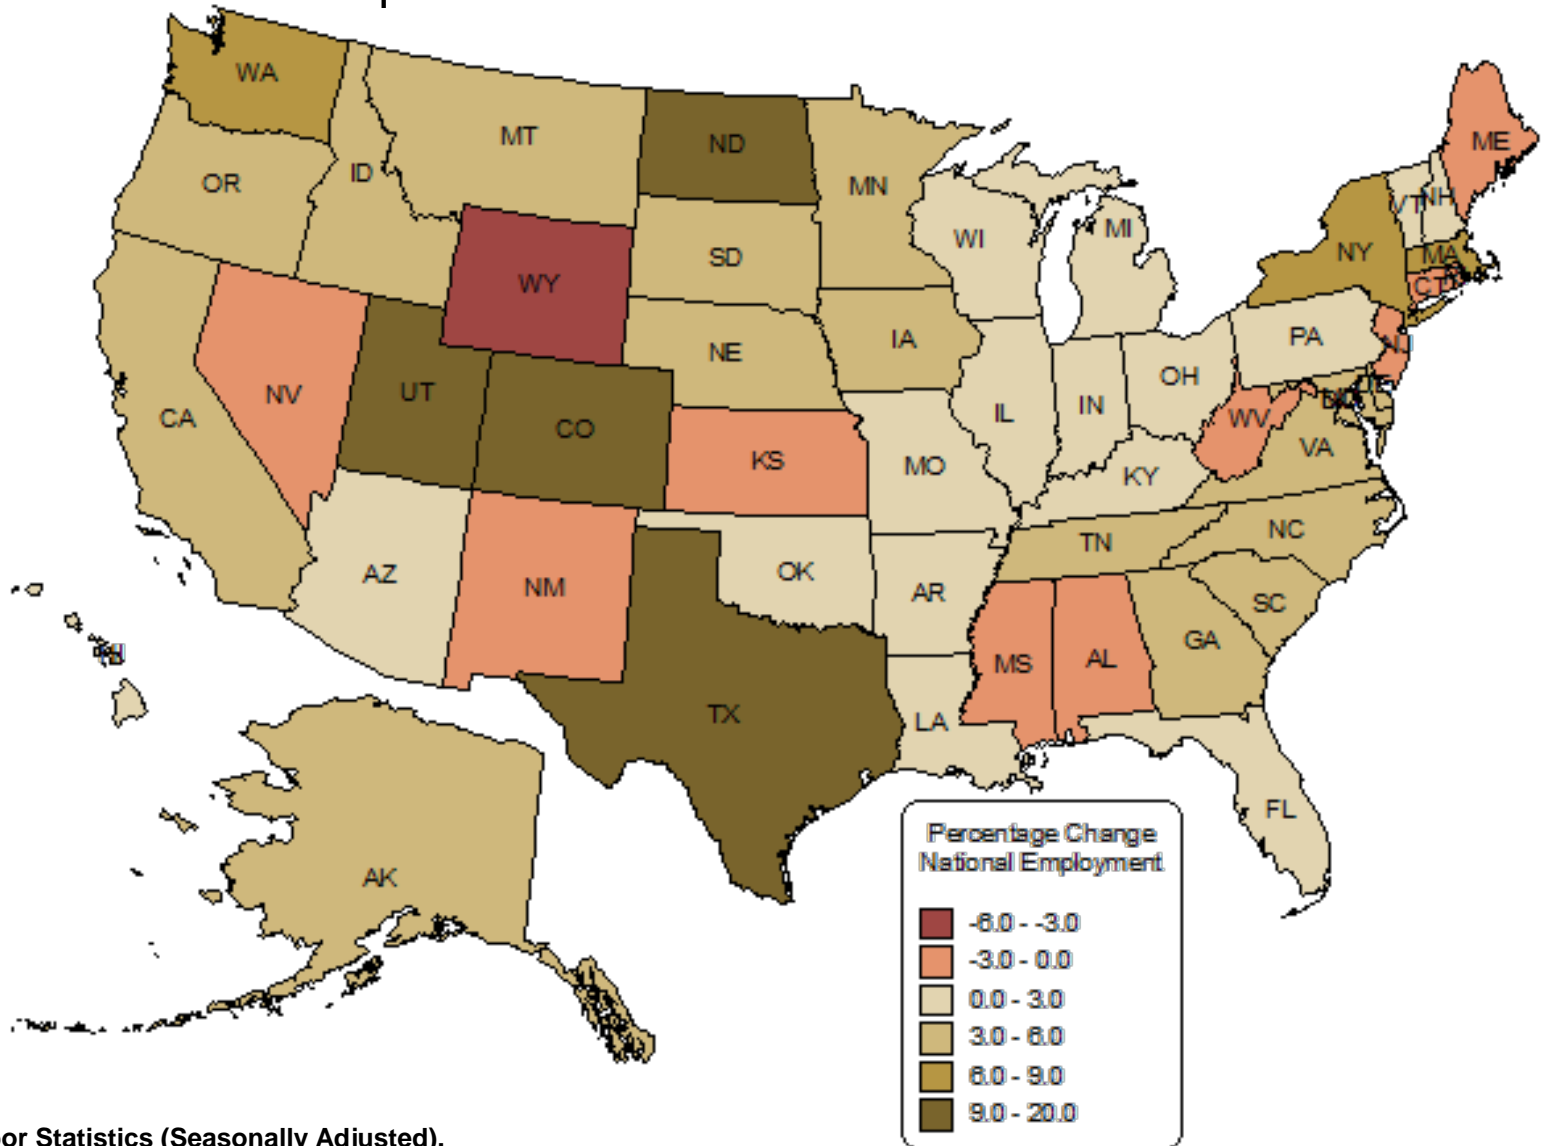 WA
MT
ND
ME
OR
ID
MN
VT
NH
WI
MI
NY
MA
SD
WY
CT
IA
NE
PA
NJ
UT
NV
OH
CA
CO
IL
IN
WV
KS
MO
VA
KY
NC
TN
AZ
NM
OK
AR
SC
GA
MS
AL
TX
LA
FL
AK
Percentage Change
National Employment
-6.0 - -3.0
-3.0 - 0.0
0.0 - 3.0
3.0 - 6.0
6.0 - 9.0
9.0 - 20.0
or Statistics (Seasonally Adjusted).